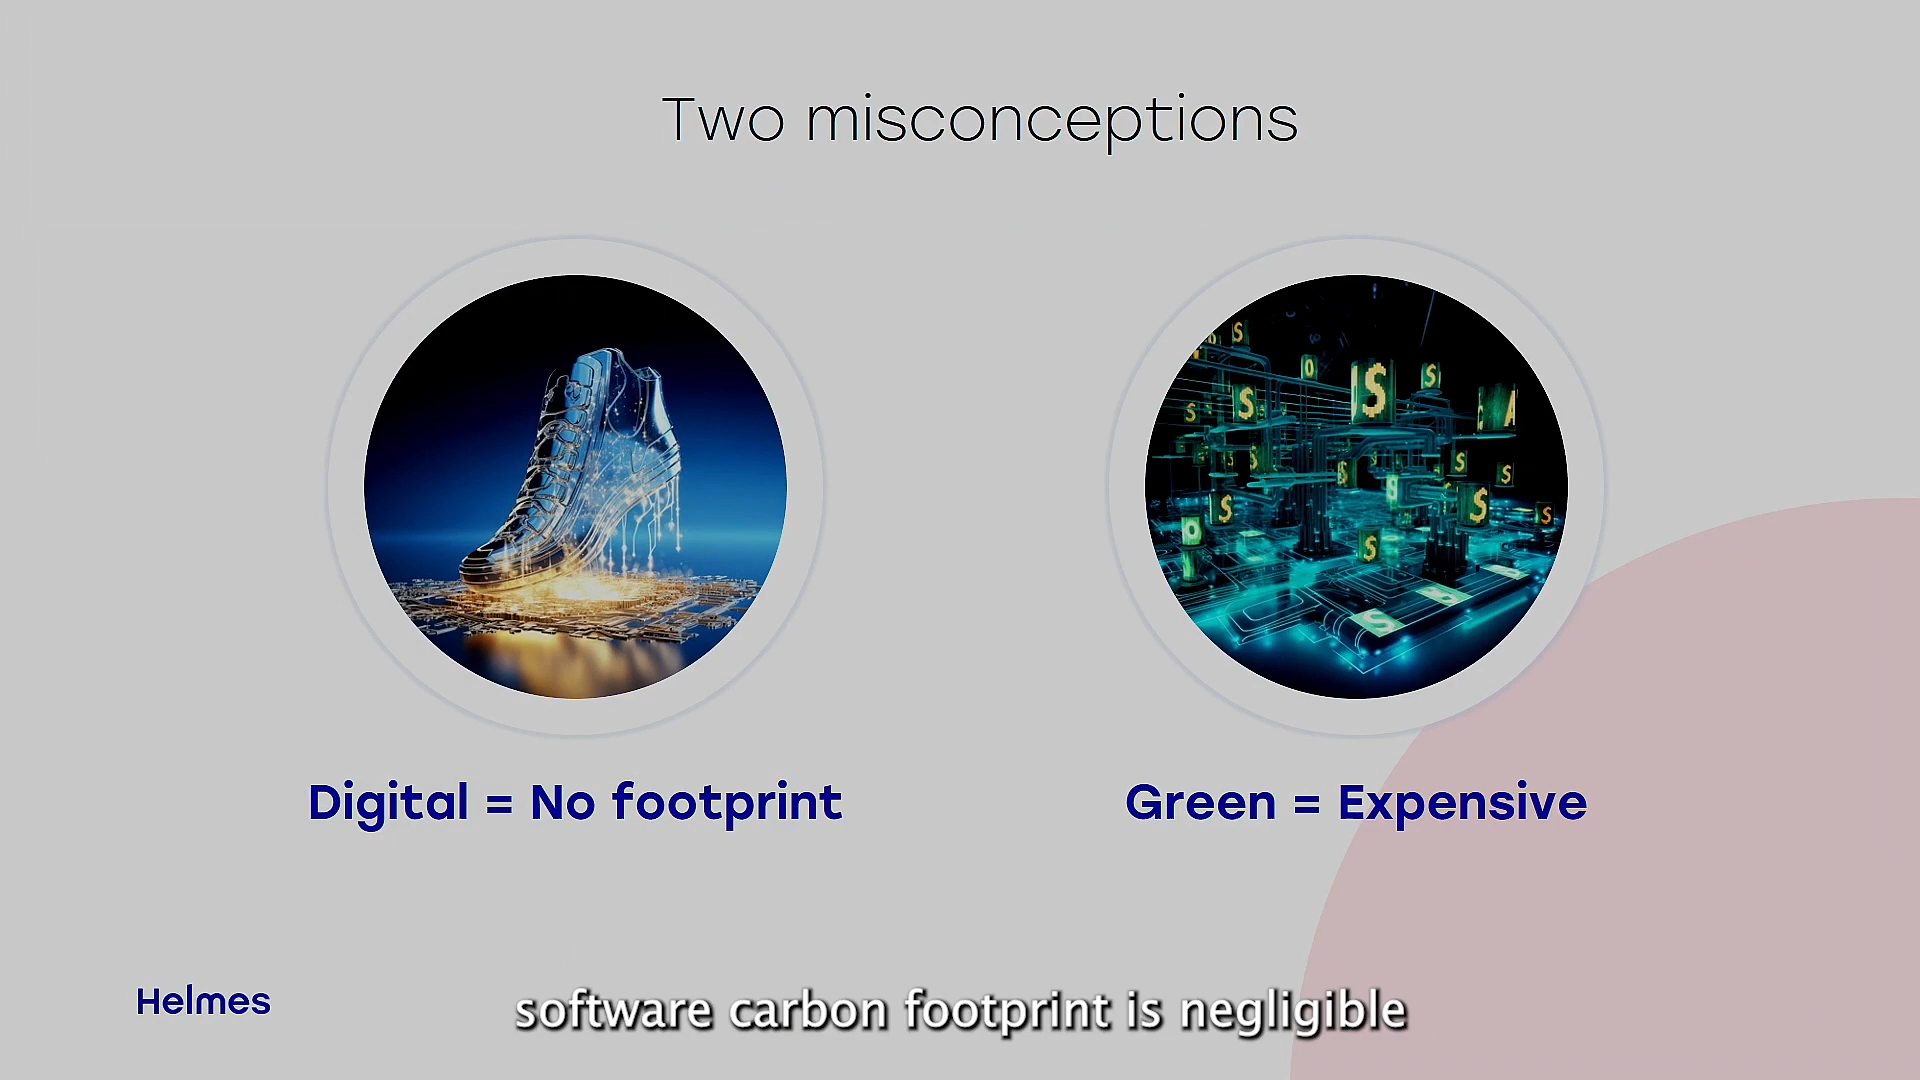 Two misconceptions
Digital = No footprint
Green = Expensive
Helmes
software carbon footprint is negligible